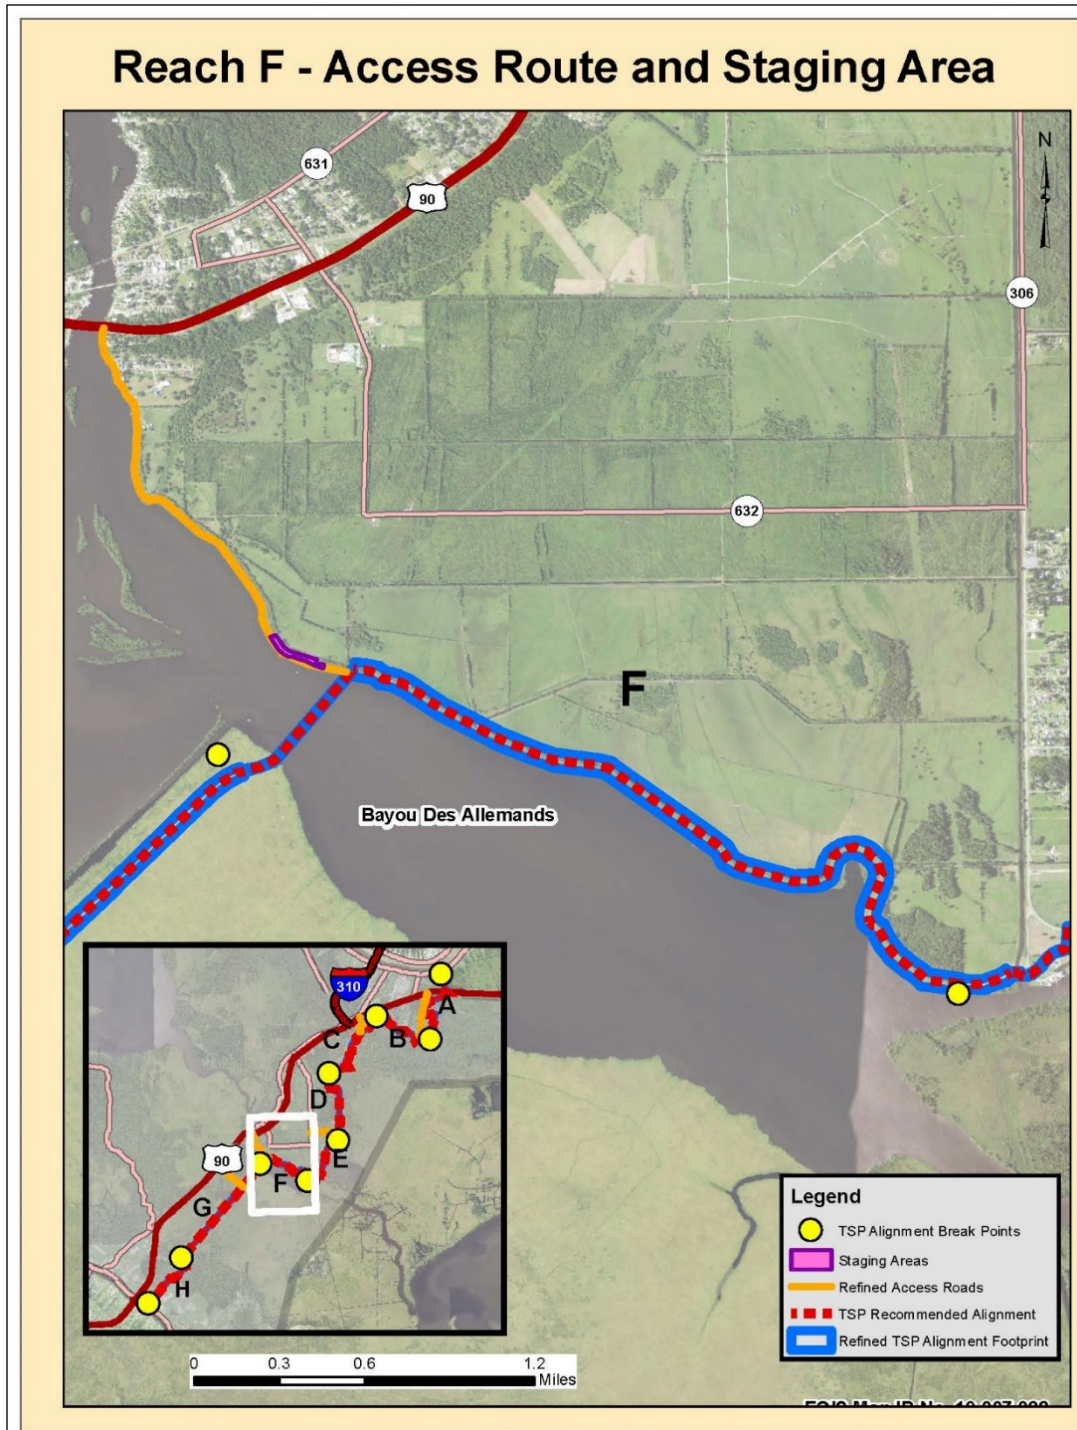 Reach F - Access Route and Staging Area
N
631
90
306
632
F
Bayou Des Allemands
310
A
C
B
D
E
90
F
G
H
Legend
TSP Alignment Break Points
Staging Areas
Refined Access Roads
TSP Recommended Alignment
Refined TSP Alignment Footprint
0 0.3 0.6 1.2
Miles